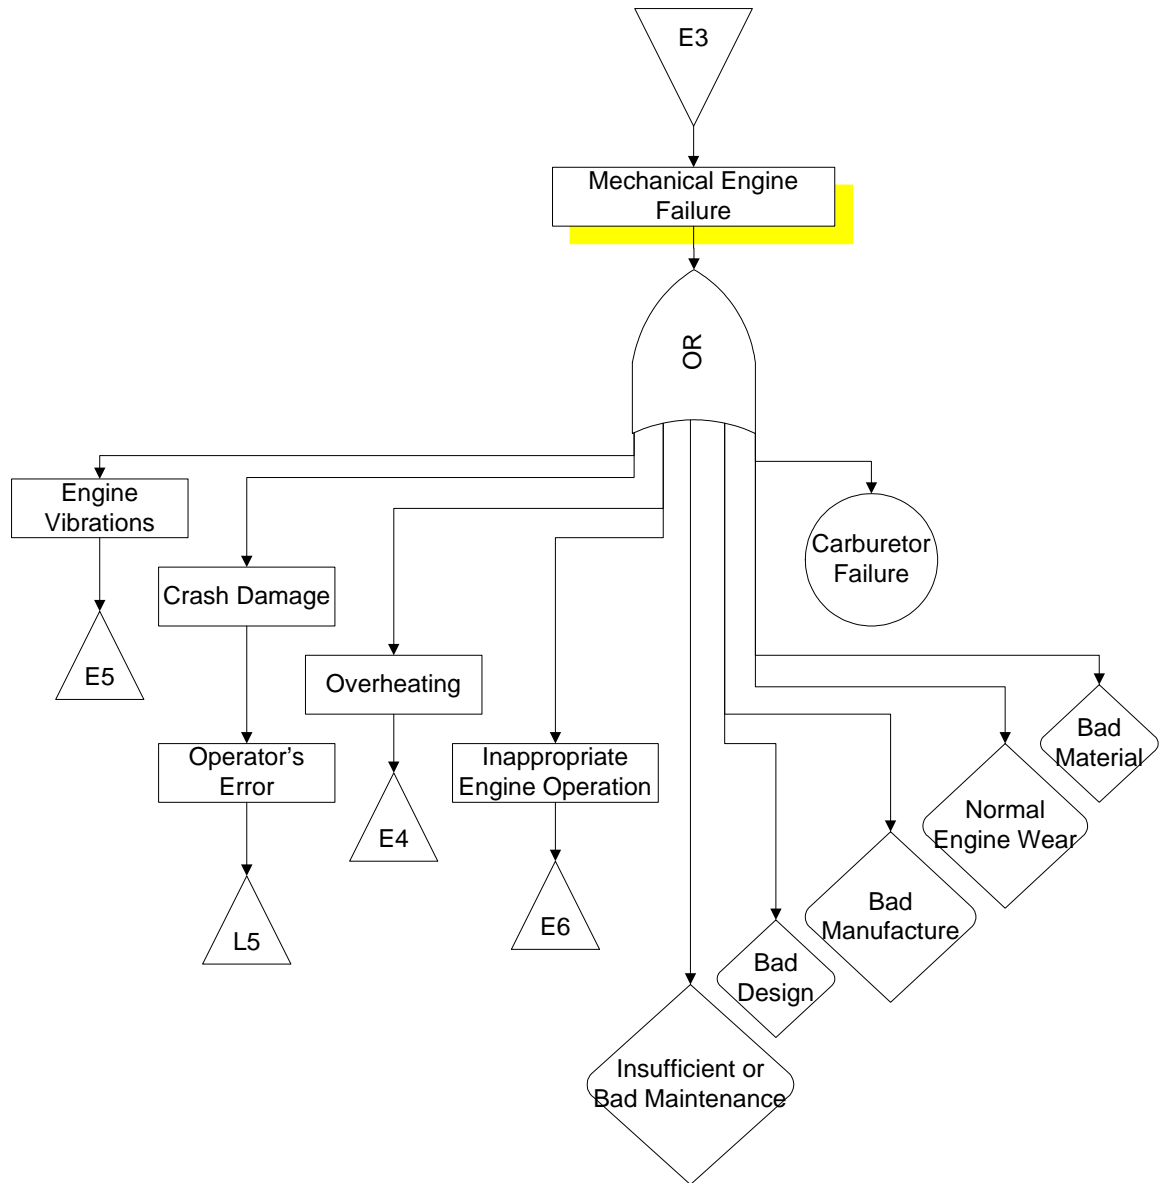 E3
Mechanical Engine
Failure
OR
Engine
Vibrations
E5
Crash Damage
Operator's
Error
L5
Overheating
E4
Inappropriate
Engine Operation
E6
Carburetor
Failure
Bad
Material
Normal
Engine Wear
Bad
Manufacture
Bad
Design
Insufficient or
Bad Maintenance